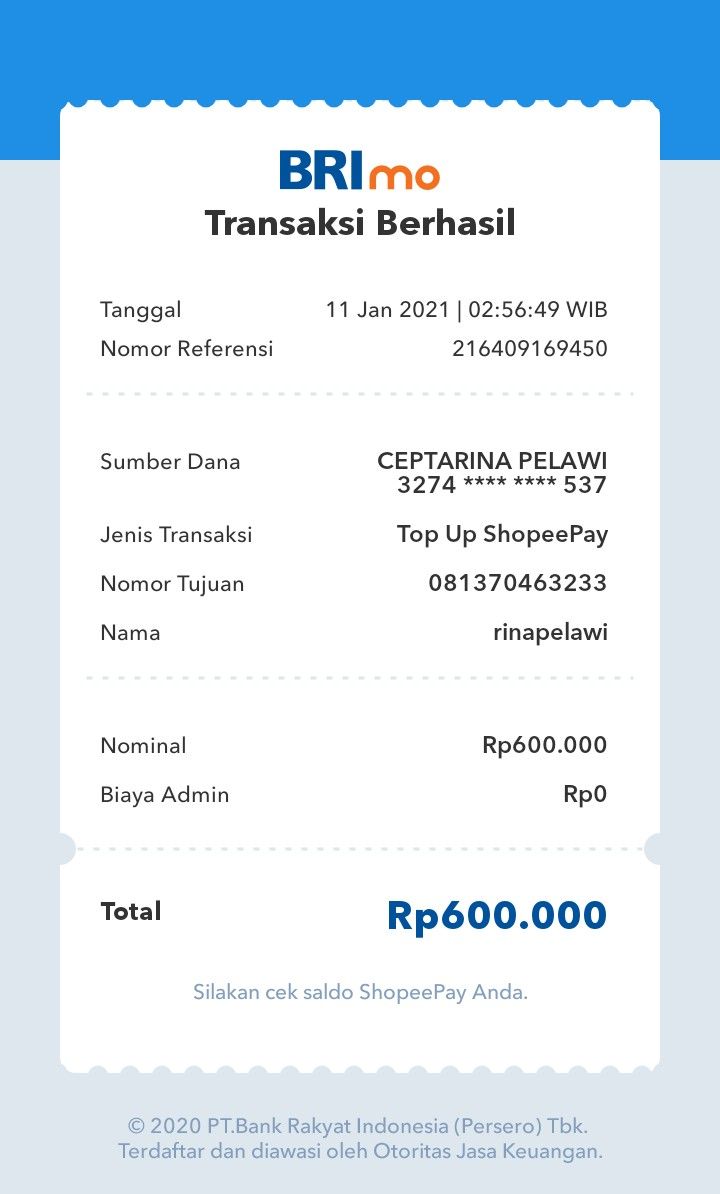 BRImo
Transaksi Berhasil
Tanggal 11 Jan 2021 | 02:56:49 WIB
Nomor Referensi 216409169450
Sumber Dana CEPTARINA PELAWI
3274 **** **** 537
Jenis Transaksi Top Up ShopeePay
Nomor Tujuan 081370463233
Nama rinapelawi
Nominal Rp600.000
Biaya Admin Rp0
Total Rp600.000
Silakan cek saldo ShopeePay Anda.
© 2020 PT.Bank Rakyat Indonesia (Persero) Tbk.
Terdaftar dan diawasi oleh Otoritas Jasa Keuangan.